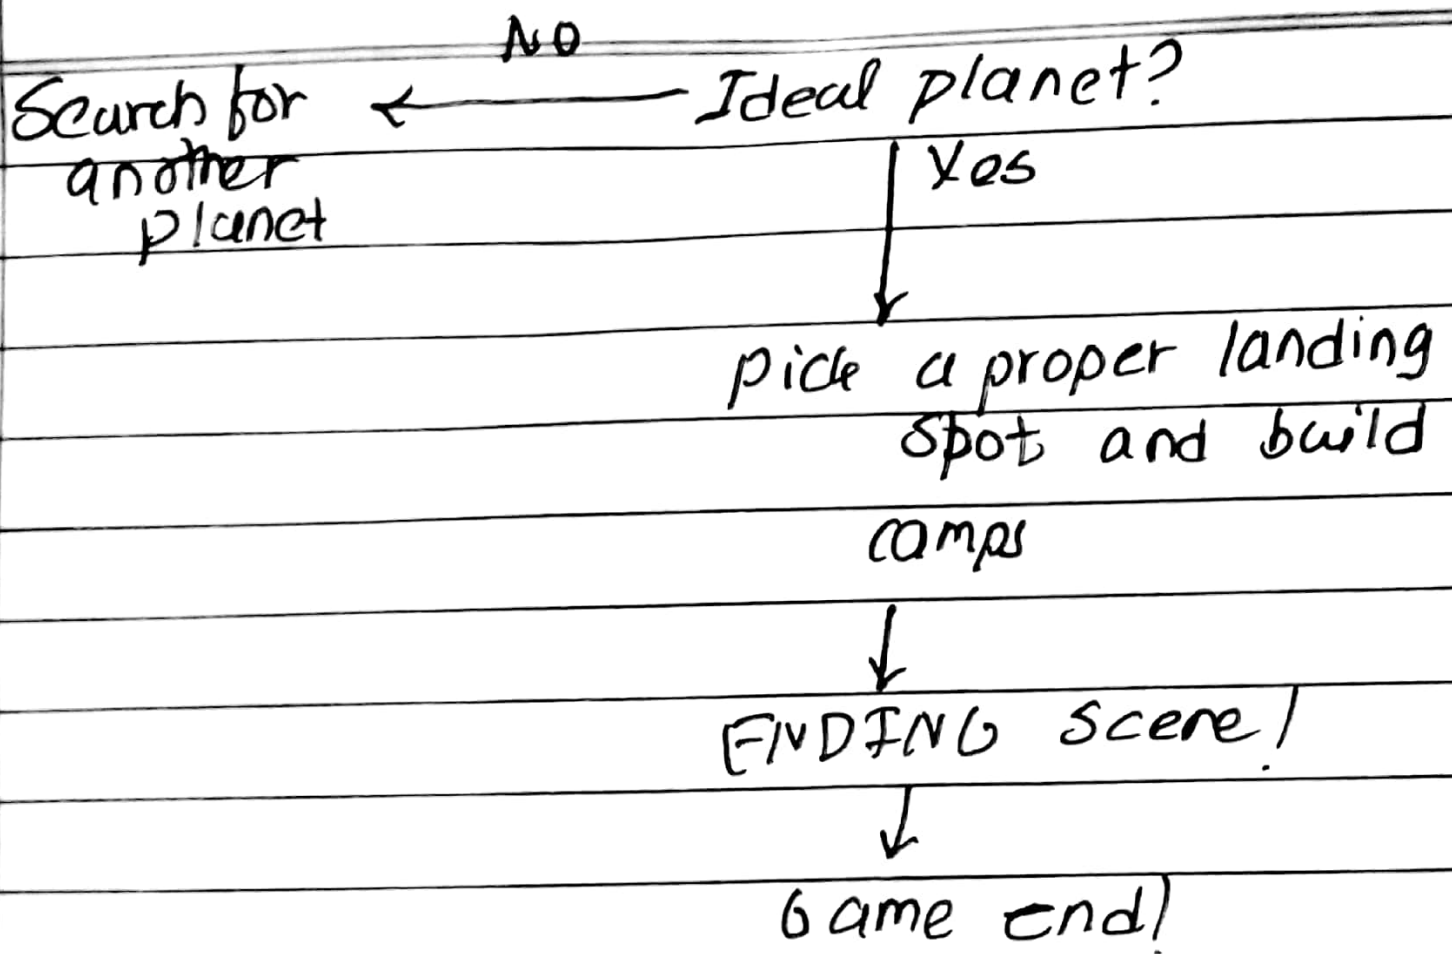 NO
Search for
another
planet
Ideal planet?
Yes
pick a proper landing
spot and build
camps
ENDING scene!
Game end!